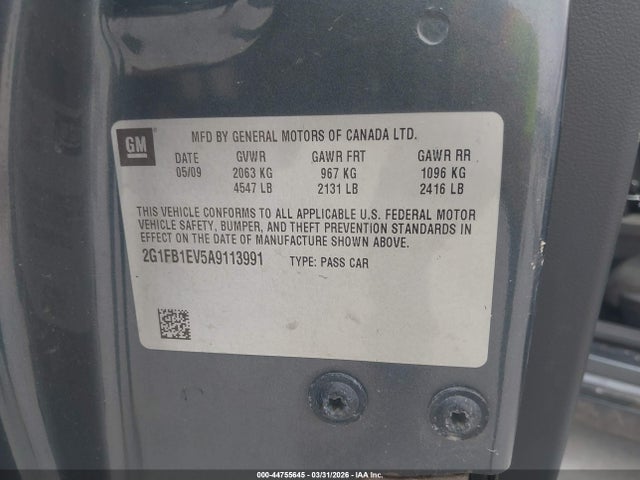 GM
MFD BY GENERAL MOTORS OF CANADA LTD.
DATE GVWR GAWR FRT GAWR RR
05/09 2063 KG 967 KG 1096 KG
4547 LB 2131 LB 2416 LB
THIS VEHICLE CONFORMS TO ALL APPLICABLE U.S. FEDERAL MOTOR
VEHICLE SAFETY, BUMPER, AND THEFT PREVENTION STANDARDS IN
EFFECT ON THE DATE OF MANUFACTURE SHOWN ABOVE.
2G1FB1EV5A9113991 TYPE: PASS CAR
000-44755645 - 03/31/2026 - IAA Inc.